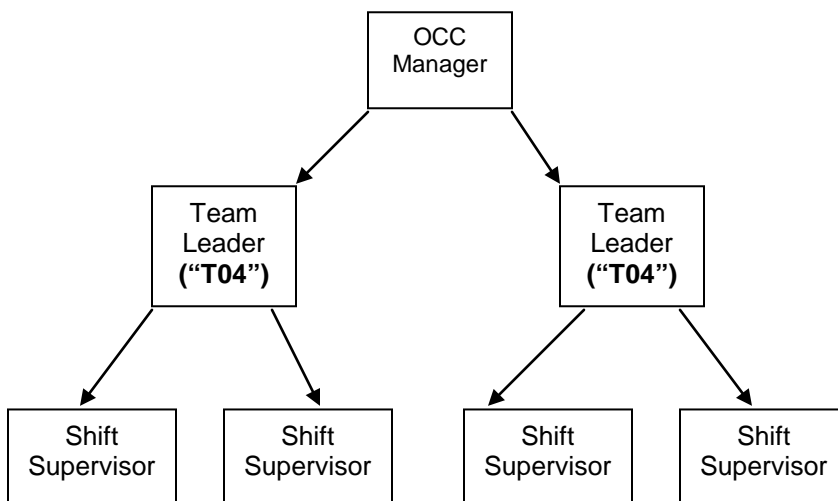 OCC
Manager
Team
Leader
(“T04”)
Team
Leader
(“T04”)
Shift
Supervisor
Shift
Supervisor
Shift
Supervisor
Shift
Supervisor